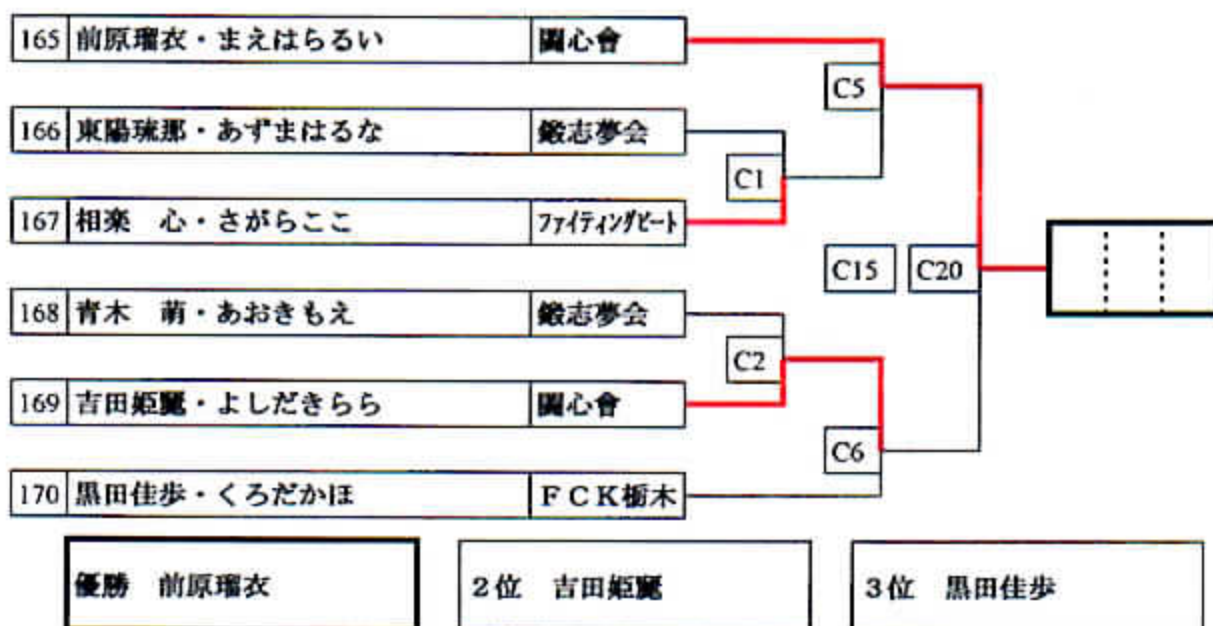 165 前原瑠衣・まえはらるい 闘心會
C5
166 東陽琉那・あずまはるな 鍛志夢会
C1
167 相楽　心・さがらここ ファイティングビート
C15 C20
168 青木　萌・あおきもえ 鍛志夢会
C2
169 吉田姫麗・よしだきらら 闘心會
C6
170 黒田佳歩・くろだかほ ＦＣＫ栃木
優勝　前原瑠衣 2位　吉田姫麗 3位　黒田佳歩